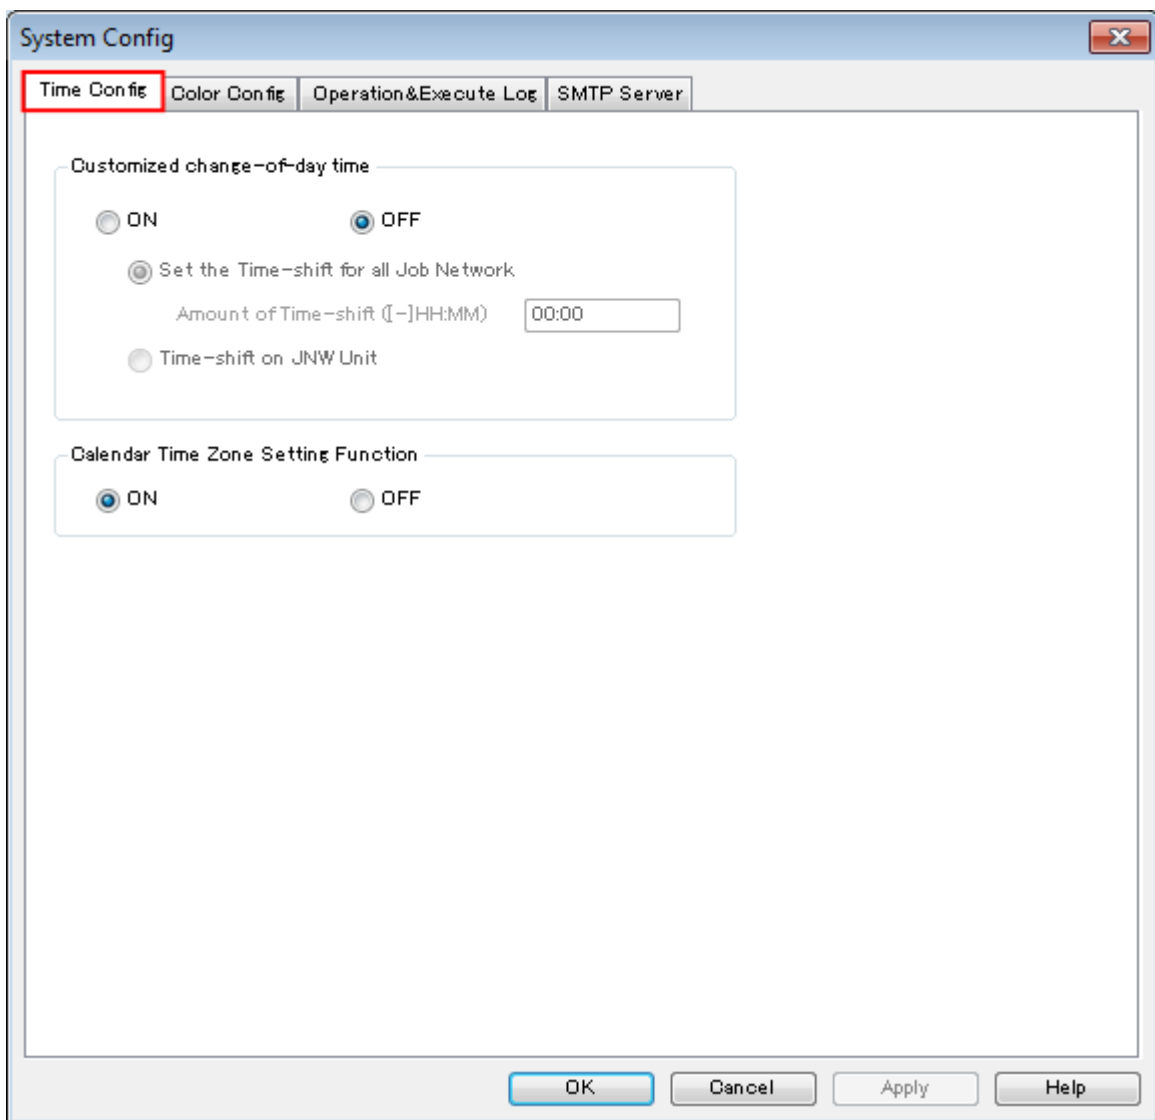 System Config
Time Config Color Config Operation&Execute Log SMTP Server
Customized change-of-day time
ON OFF
Set the Time-shift for all Job Network
Amount of Time-shift ([-]HH:MM) 00:00
Time-shift on JNW Unit
Calendar Time Zone Setting Function
ON OFF
OK Cancel Apply Help